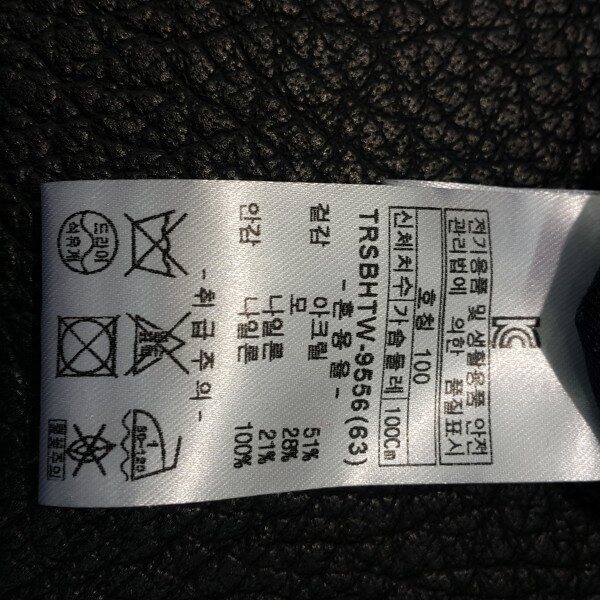 전기용품 및 생활용품 안전
관리법에 의한 품질표시
호칭 100
신체치수 가슴둘레 100Cm
TRSBHTW-9556(63)
-혼용율-
겉감 아크릴 51%
모 28%
나일론 21%
안감 나일론 100%
-취급주의-
1
80~120
드라이
석유계